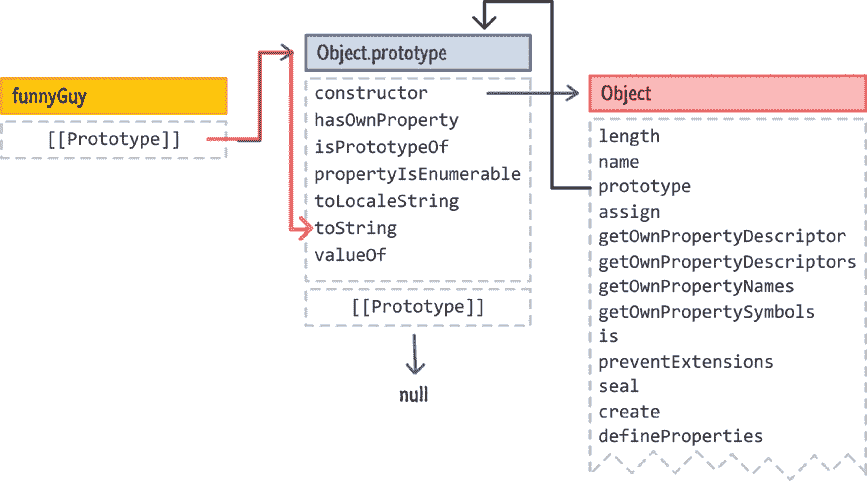 funnyGuy
[[Prototype]]
Object.prototype
constructor
hasOwnProperty
isPrototypeOf
propertyIsEnumerable
toLocaleString
toString
valueOf
[[Prototype]]
null
Object
length
name
prototype
assign
getOwnPropertyDescriptor
getOwnPropertyDescriptors
getOwnPropertyNames
getOwnPropertySymbols
is
preventExtensions
seal
create
defineProperties